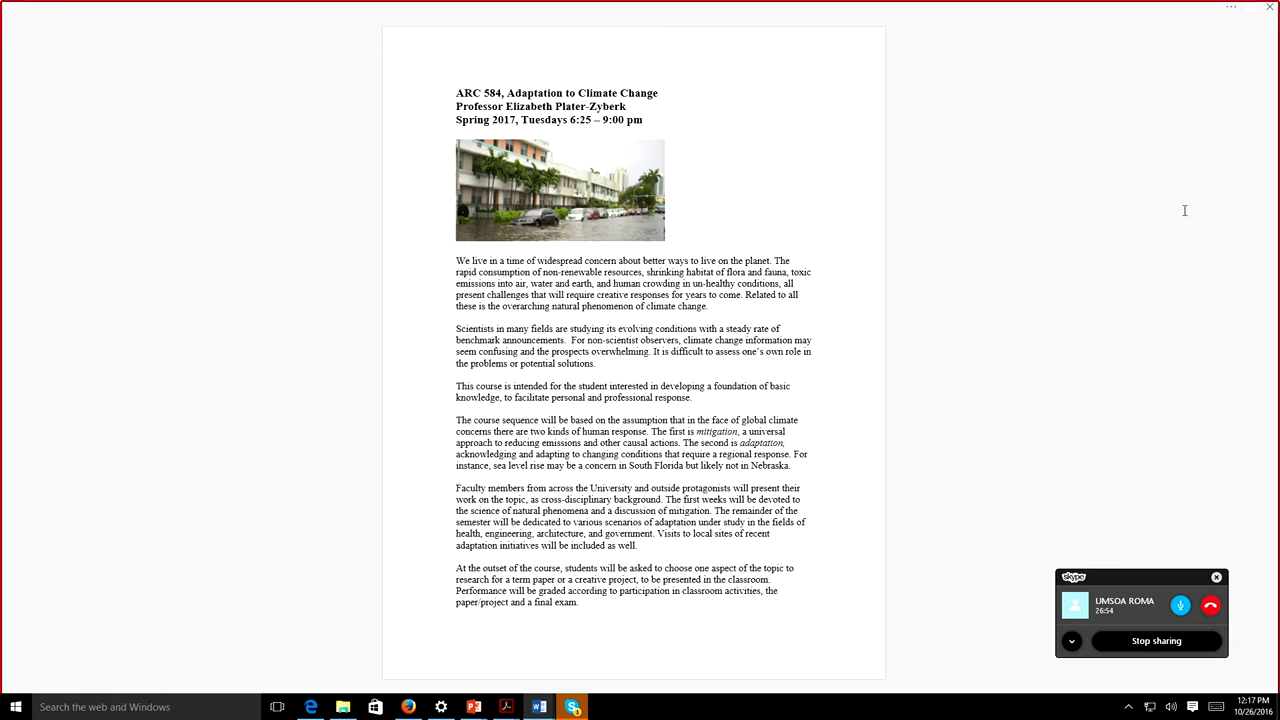 ARC 584, Adaptation to Climate Change
Professor Elizabeth Plater-Zyberk
Spring 2017, Tuesdays 6:25 – 9:00 pm
We live in a time of widespread concern about better ways to live on the planet. The
rapid consumption of non-renewable resources, shrinking habitat of flora and fauna, toxic
emissions into air, water and earth, and human crowding in un-healthy conditions, all
present challenges that will require creative responses for years to come. Related to all
these is the overarching natural phenomenon of climate change.
Scientists in many fields are studying its evolving conditions with a steady rate of
benchmark announcements. For non-scientist observers, climate change information may
seem confusing and the prospects overwhelming. It is difficult to assess one's own role in
the problems or potential solutions.
This course is intended for the student interested in developing a foundation of basic
knowledge, to facilitate personal and professional response.
The course sequence will be based on the assumption that in the face of global climate
concerns there are two kinds of human response. The first is mitigation, a universal
approach to reducing emissions and other causal actions. The second is adaptation,
acknowledging and adapting to changing conditions that require a regional response. For
instance, sea level rise may be a concern in South Florida but likely not in Nebraska.
Faculty members from across the University and outside protagonists will present their
work on the topic, as cross-disciplinary background. The first weeks will be devoted to
the science of natural phenomena and a discussion of mitigation. The remainder of the
semester will be dedicated to various scenarios of adaptation under study in the fields of
health, engineering, architecture, and government. Visits to local sites of recent
adaptation initiatives will be included as well.
At the outset of the course, students will be asked to choose one aspect of the topic to
research for a term paper or a creative project, to be presented in the classroom.
Performance will be graded according to participation in classroom activities, the
paper/project and a final exam.
skype
UMSOA ROMA
26:54
Stop sharing
Search the web and Windows
12:17 PM
10/26/2016